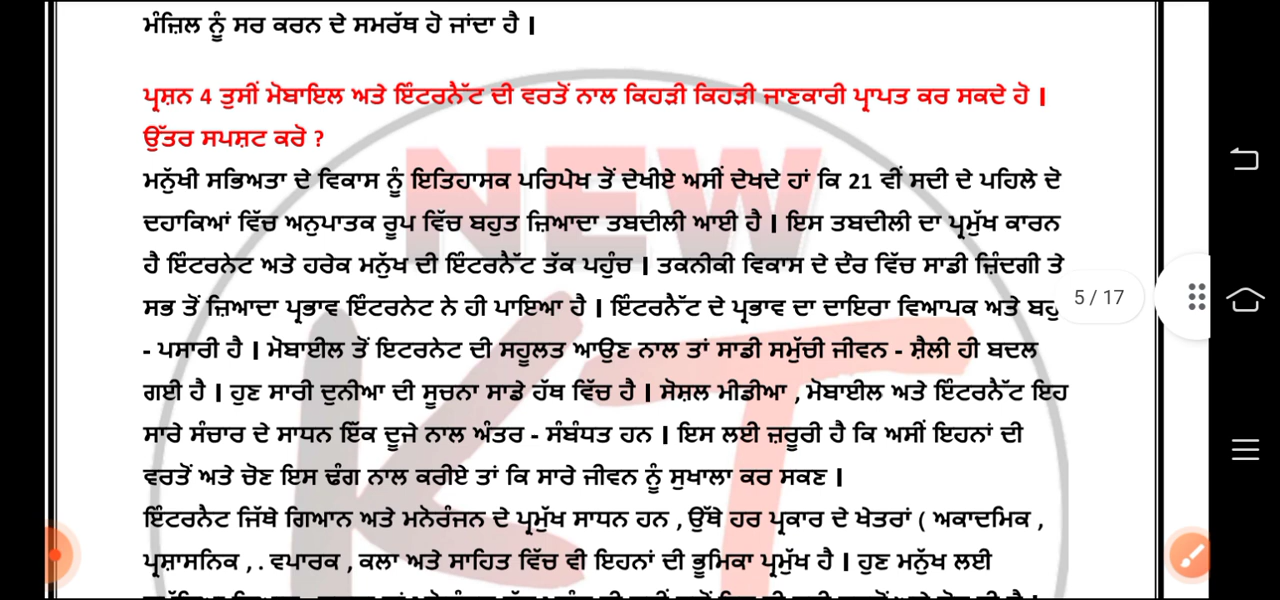 ਮੰਜ਼ਿਲ ਨੂੰ ਸਰ ਕਰਨ ਦੇ ਸਮਰੱਥ ਹੋ ਜਾਂਦਾ ਹੈ ।
ਪ੍ਰਸ਼ਨ 4 ਤੁਸੀਂ ਮੋਬਾਇਲ ਅਤੇ ਇੰਟਰਨੈੱਟ ਦੀ ਵਰਤੋਂ ਨਾਲ ਕਿਹੜੀ ਕਿਹੜੀ ਜਾਣਕਾਰੀ ਪ੍ਰਾਪਤ ਕਰ ਸਕਦੇ ਹੋ ।
ਉੱਤਰ ਸਪਸ਼ਟ ਕਰੋ ?
ਮਨੁੱਖੀ ਸਭਿਅਤਾ ਦੇ ਵਿਕਾਸ ਨੂੰ ਇਤਿਹਾਸਕ ਪਰਿਪੇਖ ਤੋਂ ਦੇਖੀਏ ਅਸੀਂ ਦੇਖਦੇ ਹਾਂ ਕਿ 21 ਵੀਂ ਸਦੀ ਦੇ ਪਹਿਲੇ ਦੋ
ਦਹਾਕਿਆਂ ਵਿੱਚ ਅਨੁਪਾਤਕ ਰੂਪ ਵਿੱਚ ਬਹੁਤ ਜ਼ਿਆਦਾ ਤਬਦੀਲੀ ਆਈ ਹੈ । ਇਸ ਤਬਦੀਲੀ ਦਾ ਪ੍ਰਮੁੱਖ ਕਾਰਨ
ਹੈ ਇੰਟਰਨੇਟ ਅਤੇ ਹਰੇਕ ਮਨੁੱਖ ਦੀ ਇੰਟਰਨੈੱਟ ਤੱਕ ਪਹੁੰਚ । ਤਕਨੀਕੀ ਵਿਕਾਸ ਦੇ ਦੌਰ ਵਿੱਚ ਸਾਡੀ ਜ਼ਿੰਦਗੀ ਤੇ
ਸਭ ਤੋਂ ਜ਼ਿਆਦਾ ਪ੍ਰਭਾਵ ਇੰਟਰਨੇਟ ਨੇ ਹੀ ਪਾਇਆ ਹੈ । ਇੰਟਰਨੈੱਟ ਦੇ ਪ੍ਰਭਾਵ ਦਾ ਦਾਇਰਾ ਵਿਆਪਕ ਅਤੇ ਬਹੁ
- ਪਸਾਰੀ ਹੈ । ਮੋਬਾਈਲ ਤੋਂ ਇਟਰਨੇਟ ਦੀ ਸਹੂਲਤ ਆਉਣ ਨਾਲ ਤਾਂ ਸਾਡੀ ਸਮੁੱਚੀ ਜੀਵਨ - ਸ਼ੈਲੀ ਹੀ ਬਦਲ
ਗਈ ਹੈ । ਹੁਣ ਸਾਰੀ ਦੁਨੀਆ ਦੀ ਸੂਚਨਾ ਸਾਡੇ ਹੱਥ ਵਿੱਚ ਹੈ । ਸੋਸ਼ਲ ਮੀਡੀਆ , ਮੋਬਾਈਲ ਅਤੇ ਇੰਟਰਨੈੱਟ ਇਹ
ਸਾਰੇ ਸੰਚਾਰ ਦੇ ਸਾਧਨ ਇੱਕ ਦੂਜੇ ਨਾਲ ਅੰਤਰ - ਸੰਬੰਧਤ ਹਨ । ਇਸ ਲਈ ਜ਼ਰੂਰੀ ਹੈ ਕਿ ਅਸੀਂ ਇਹਨਾਂ ਦੀ
ਵਰਤੋਂ ਅਤੇ ਚੋਣ ਇਸ ਢੰਗ ਨਾਲ ਕਰੀਏ ਤਾਂ ਕਿ ਸਾਰੇ ਜੀਵਨ ਨੂੰ ਸੁਖਾਲਾ ਕਰ ਸਕਣ ।
ਇੰਟਰਨੈਟ ਜਿੱਥੇ ਗਿਆਨ ਅਤੇ ਮਨੋਰੰਜਨ ਦੇ ਪ੍ਰਮੁੱਖ ਸਾਧਨ ਹਨ , ਉੱਥੇ ਹਰ ਪ੍ਰਕਾਰ ਦੇ ਖੇਤਰਾਂ ( ਅਕਾਦਮਿਕ ,
ਪ੍ਰਸ਼ਾਸਨਿਕ , . ਵਪਾਰਕ , ਕਲਾ ਅਤੇ ਸਾਹਿਤ ਵਿੱਚ ਵੀ ਇਹਨਾਂ ਦੀ ਭੂਮਿਕਾ ਪ੍ਰਮੁੱਖ ਹੈ । ਹੁਣ ਮਨੁੱਖ ਲਈ
NEW
KT
5 / 17